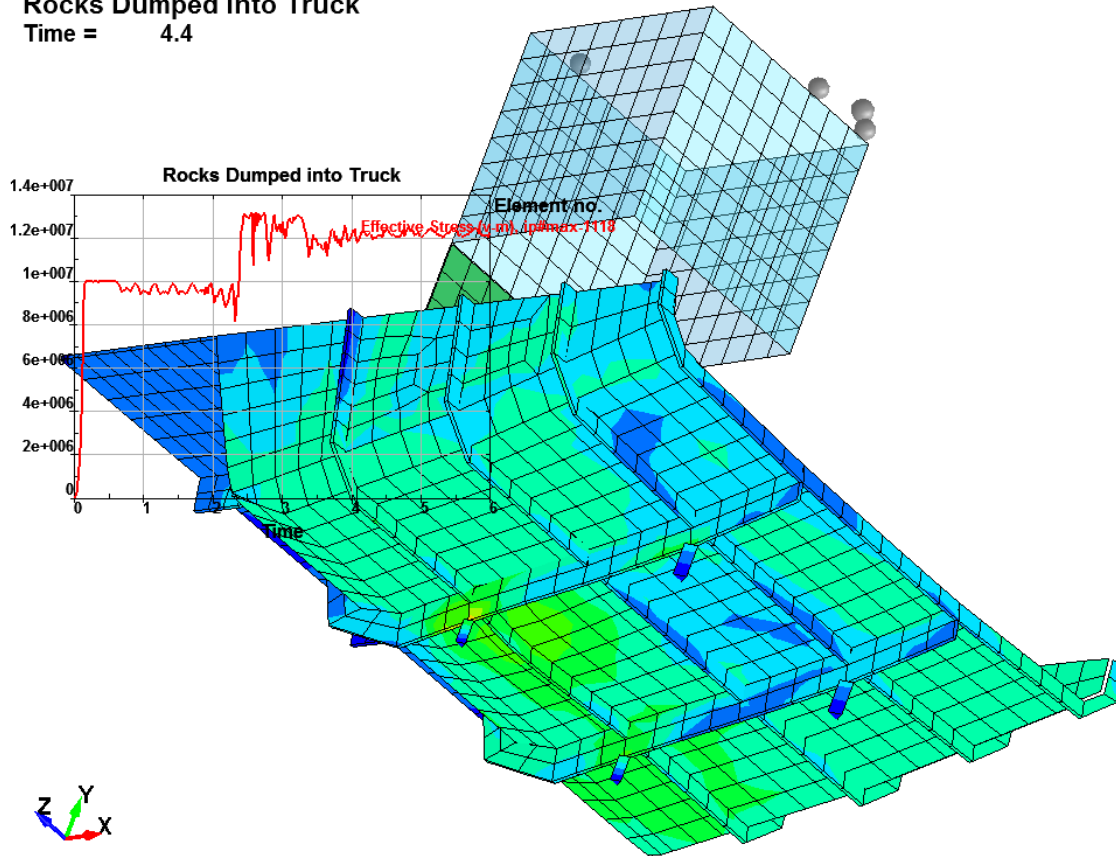 Rocks Dumped into Truck
Time = 4.4
Rocks Dumped into Truck
1.4e+007
1.2e+007
1e+007
8e+006
6e+006
4e+006
2e+006
0
Element no.
Effective Stress (v-m), ip#max-1118
0 1 2 3 4 5 6
Time
Z Y X